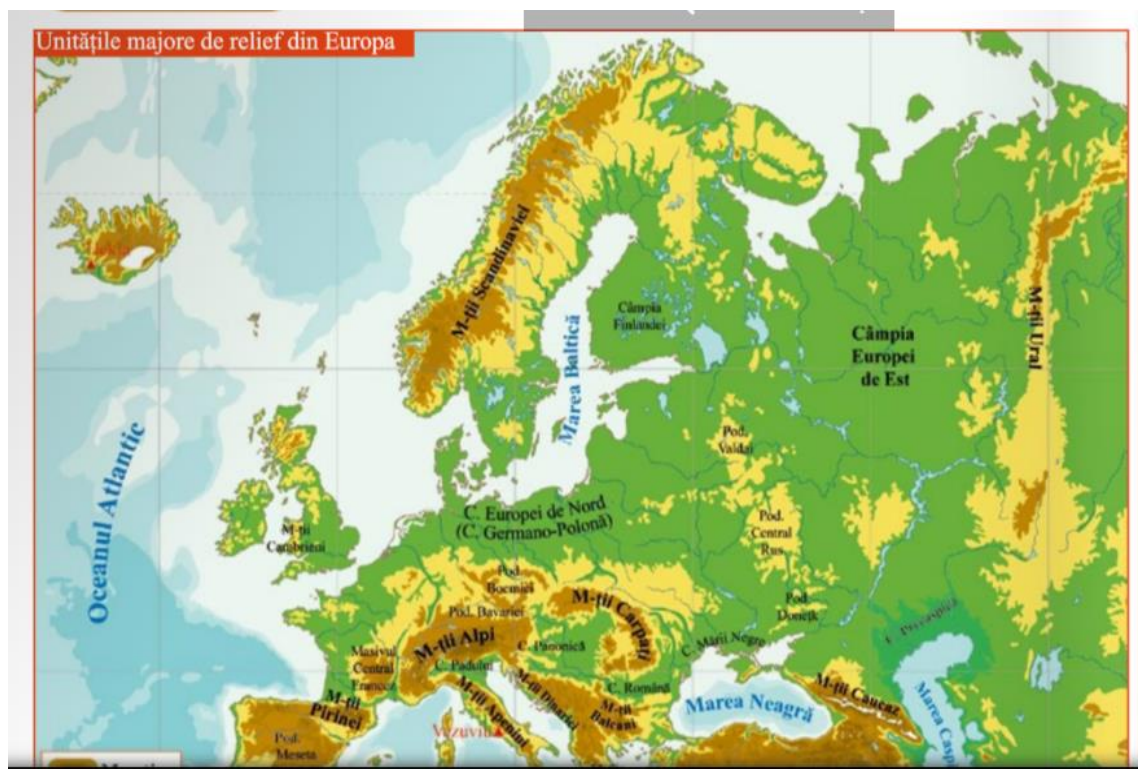 Unitățile majore de relief din Europa
M-ții Scandinaviei
Câmpia
Finlandei
Marea Baltică
Câmpia
Europei
de Est
M-ții Ural
Oceanul Atlantic
Pod.
Valdai
C. Europei de Nord
(C. Germano-Polonă)
Pod.
Central
Rus
M-ții
Cambrieni
Pod.
Boemiei
Pod. Bavariei
M-ții Carpați
Pod.
Donețk
C. Precaspică
M-ții Alpi
C. Panonică
C. Mării Negre
Masivul
Central
Francez
C. Padului
M-ții Dinarici
C. Română
M-ții
Pirinei
M-ții Apenini
M-ții
Balcani
Marea Neagră
M-ții Caucaz
Marea Casp
Vezuviu
Pod.
Meseta